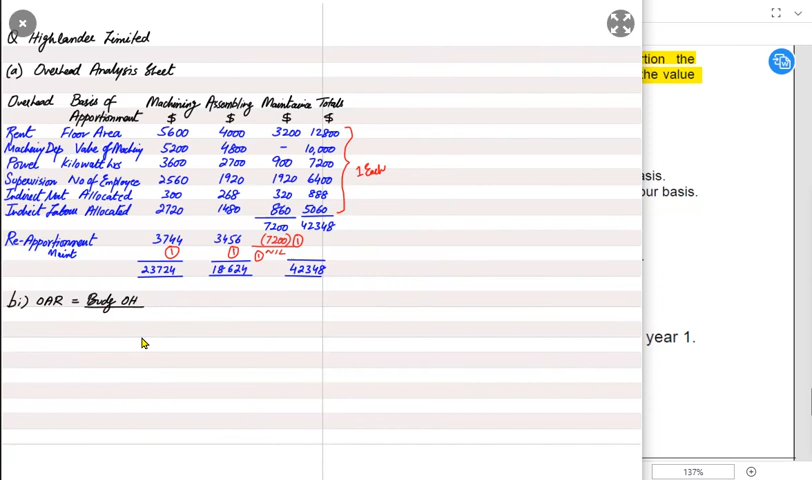 Q Highlander Limited
(a) Overhead Analysis Sheet
Overhead Basis of Apportionment Machining $ Assembling $ Maintaina $ Totals $
Rent Floor Area 5600 4000 3200 12800
Machinery Dep Value of Machiny 5200 4800 - 10,000
Power Kilowatt hrs 3600 2700 900 7200
Supervision No of Employee 2560 1920 1920 6400
Indirect Mat Allocated 300 268 320 888
Indirect Labour Allocated 2720 1480 860 5060
1 Each
7200 42348
Re-Apportionment 3744 3456 (7200) 1
Maint 1 1 1 NIL
23724 18624 42348
bi) OAR = Budg OH
rtion the
the value
asis.
our basis.
year 1.
137%